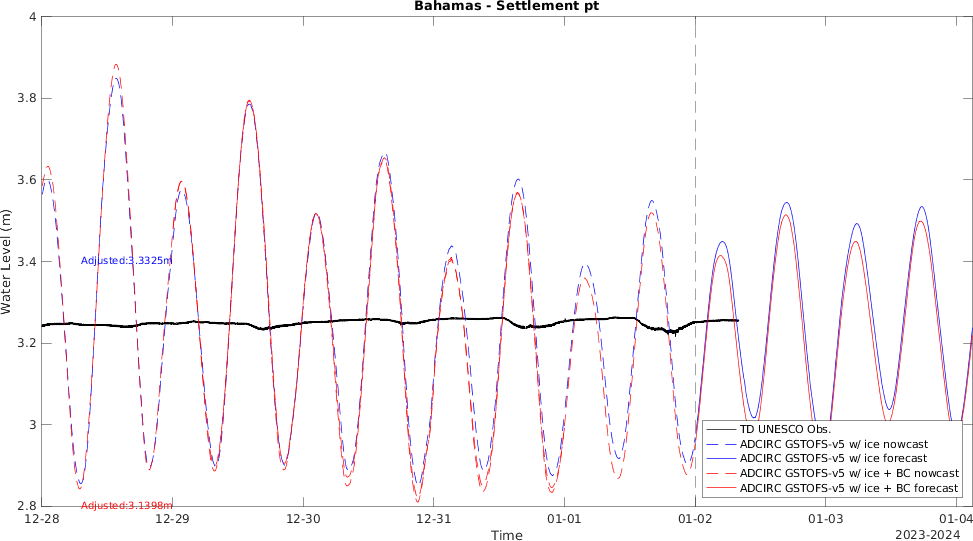 Bahamas - Settlement pt
Water Level (m)
4
3.8
3.6
3.4
3.2
3
2.8
Adjusted:3.3325m
Adjusted:3.1398m
TD UNESCO Obs.
ADCIRC GSTOFS-v5 w/ ice nowcast
ADCIRC GSTOFS-v5 w/ ice forecast
ADCIRC GSTOFS-v5 w/ ice + BC nowcast
ADCIRC GSTOFS-v5 w/ ice + BC forecast
12-28 12-29 12-30 12-31 01-01 01-02 01-03 01-04
Time
2023-2024